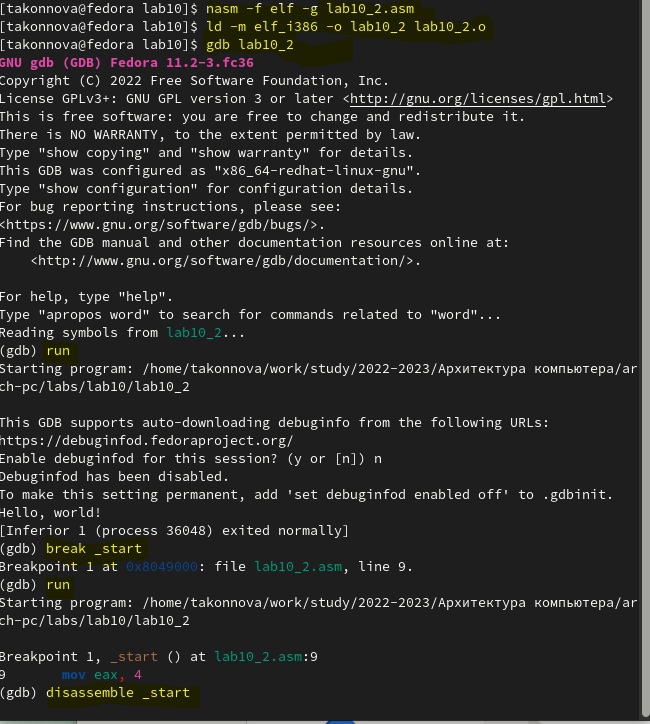 [takonnova@fedora lab10]$ nasm -f elf -g lab10_2.asm
[takonnova@fedora lab10]$ ld -m elf_i386 -o lab10_2 lab10_2.o
[takonnova@fedora lab10]$ gdb lab10_2
GNU gdb (GDB) Fedora 11.2-3.fc36
Copyright (C) 2022 Free Software Foundation, Inc.
License GPLv3+: GNU GPL version 3 or later <http://gnu.org/licenses/gpl.html>
This is free software: you are free to change and redistribute it.
There is NO WARRANTY, to the extent permitted by law.
Type "show copying" and "show warranty" for details.
This GDB was configured as "x86_64-redhat-linux-gnu".
Type "show configuration" for configuration details.
For bug reporting instructions, please see:
<https://www.gnu.org/software/gdb/bugs/>.
Find the GDB manual and other documentation resources online at:
    <http://www.gnu.org/software/gdb/documentation/>.

For help, type "help".
Type "apropos word" to search for commands related to "word"...
Reading symbols from lab10_2...
(gdb) run
Starting program: /home/takonnova/work/study/2022-2023/Архитектура компьютера/ar
ch-pc/labs/lab10/lab10_2

This GDB supports auto-downloading debuginfo from the following URLs:
https://debuginfod.fedoraproject.org/
Enable debuginfod for this session? (y or [n]) n
Debuginfod has been disabled.
To make this setting permanent, add 'set debuginfod enabled off' to .gdbinit.
Hello, world!
[Inferior 1 (process 36048) exited normally]
(gdb) break _start
Breakpoint 1 at 0x8049000: file lab10_2.asm, line 9.
(gdb) run
Starting program: /home/takonnova/work/study/2022-2023/Архитектура компьютера/ar
ch-pc/labs/lab10/lab10_2

Breakpoint 1, _start () at lab10_2.asm:9
9       mov eax, 4
(gdb) disassemble _start